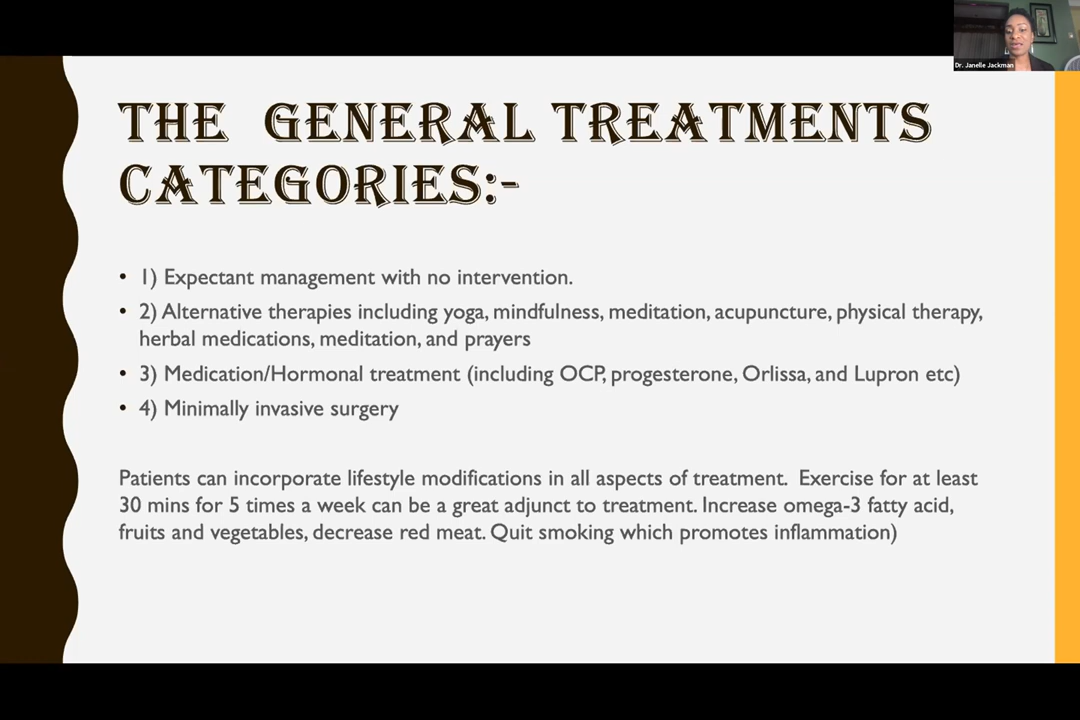 Dr. Janelle Jackman
THE GENERAL TREATMENTS
CATEGORIES:-
• 1) Expectant management with no intervention.
• 2) Alternative therapies including yoga, mindfulness, meditation, acupuncture, physical therapy,
herbal medications, meditation, and prayers
• 3) Medication/Hormonal treatment (including OCP, progesterone, Orlissa, and Lupron etc)
• 4) Minimally invasive surgery
Patients can incorporate lifestyle modifications in all aspects of treatment. Exercise for at least
30 mins for 5 times a week can be a great adjunct to treatment. Increase omega-3 fatty acid,
fruits and vegetables, decrease red meat. Quit smoking which promotes inflammation)